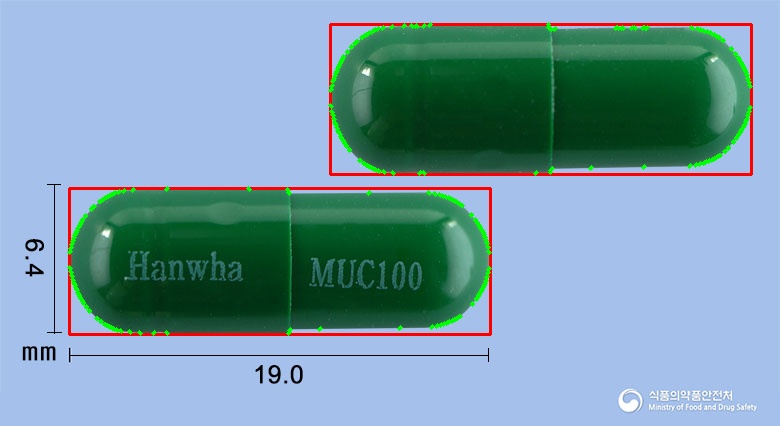 Hanwha
MUC100
6.4
mm
19.0
식품의약품안전처
Ministry of Food and Drug Safety